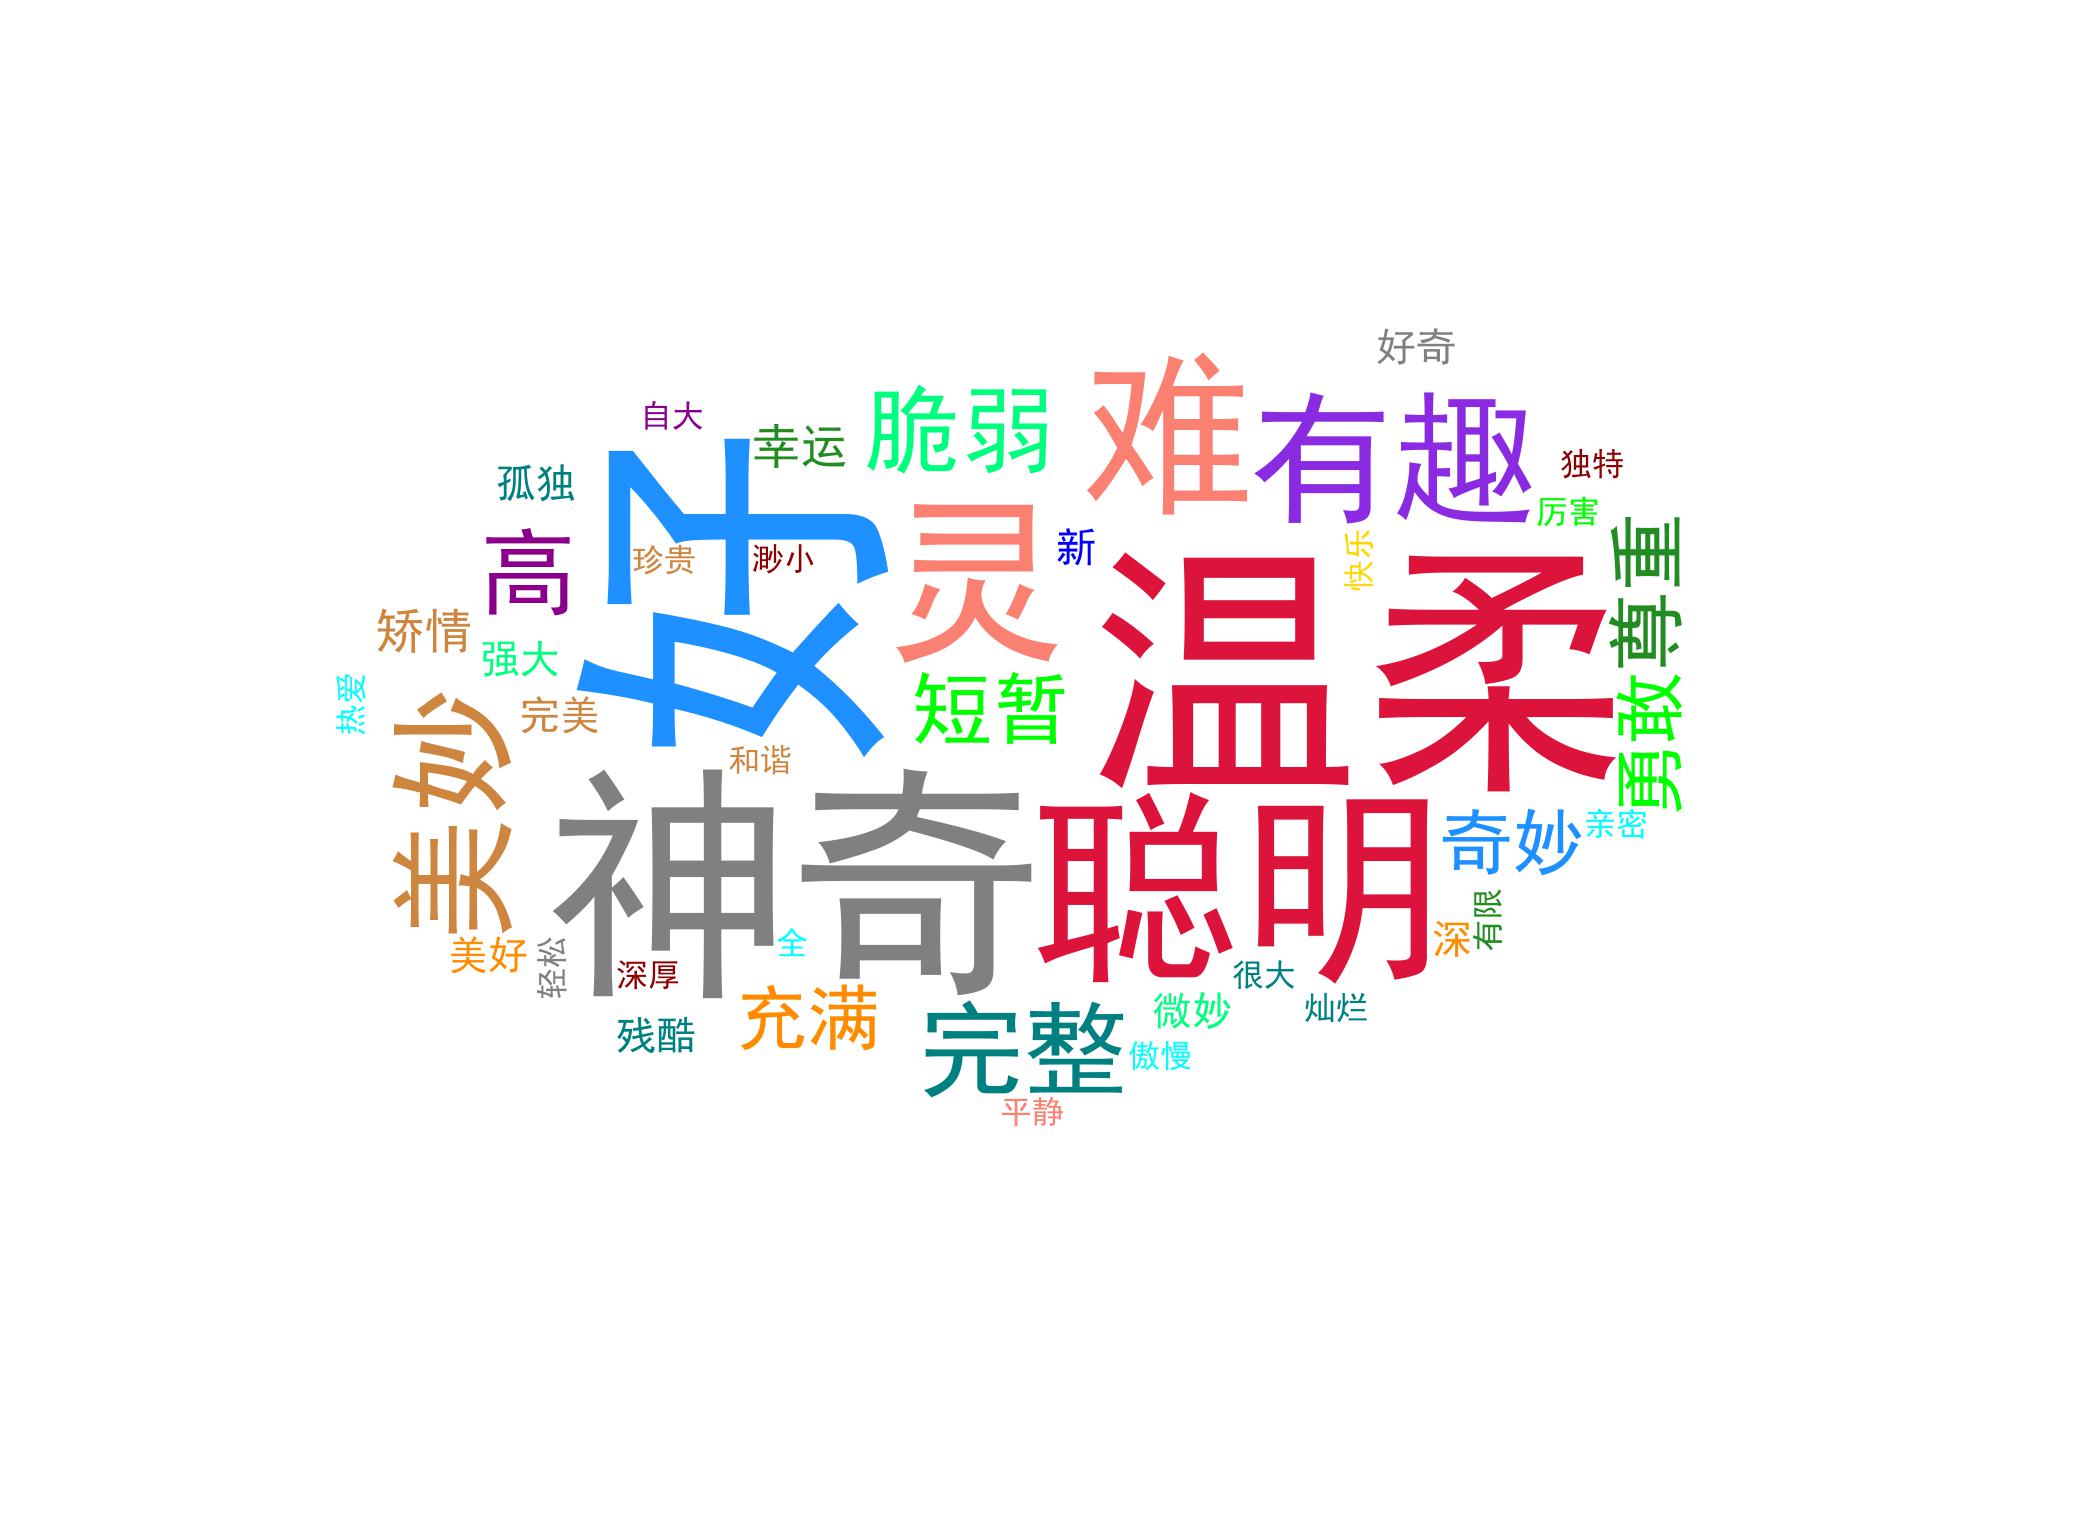 好奇
难
脆弱
有趣
自大
幸运
独特
孤独
厉害
好
灵
新
高
珍贵
渺小
快乐
温柔
尊重
矫情
强大
热爱
完美
短暂
勇敢
美妙
和谐
神奇
聪明
奇妙
亲密
有限
深
美好
轻松
全
深厚
很大
残酷
充满
完整
微妙
灿烂
傲慢
平静